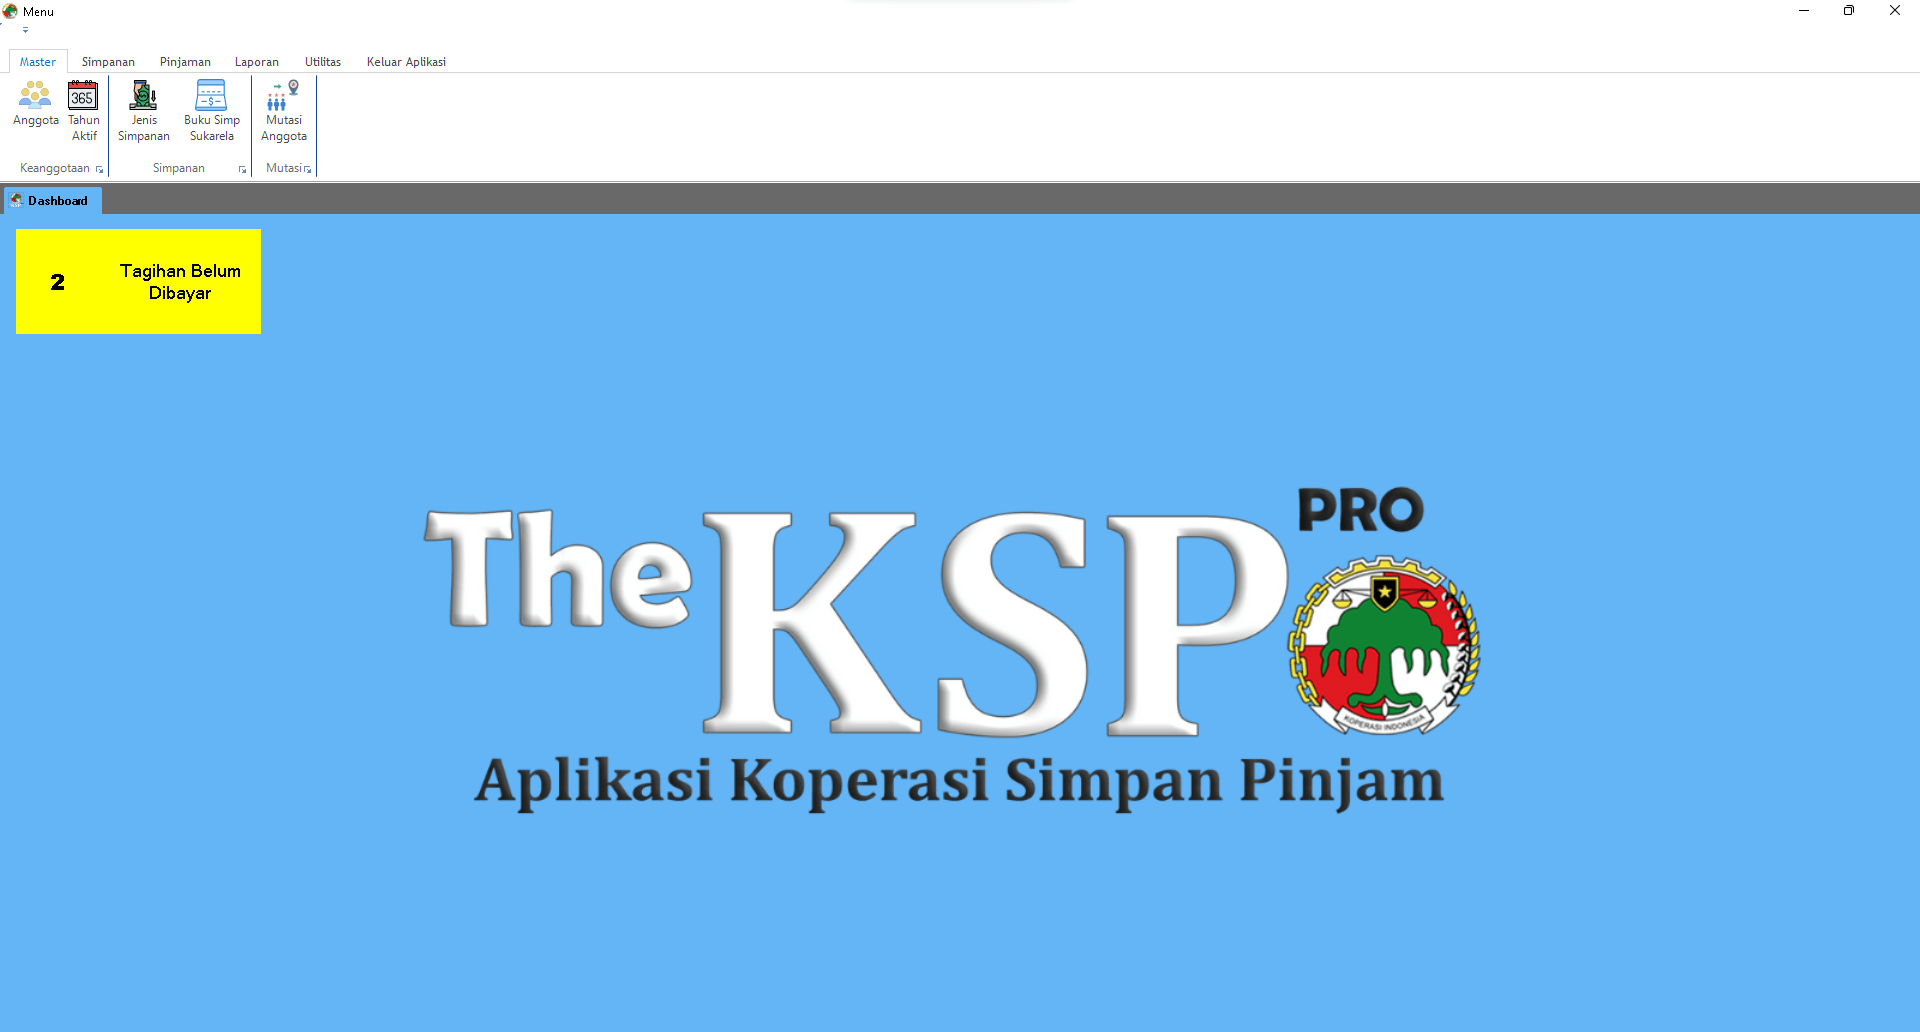 Menu
Master
Simpanan
Pinjaman
Laporan
Utilitas
Keluar Aplikasi
Anggota
365
Tahun
Aktif
Jenis
Simpanan
-$-
Buku Simp
Sukarela
Mutasi
Anggota
Keanggotaan
Simpanan
Mutasi
Dashboard
2
Tagihan Belum
Dibayar
The KSP PRO
KOPERASI INDONESIA
Aplikasi Koperasi Simpan Pinjam